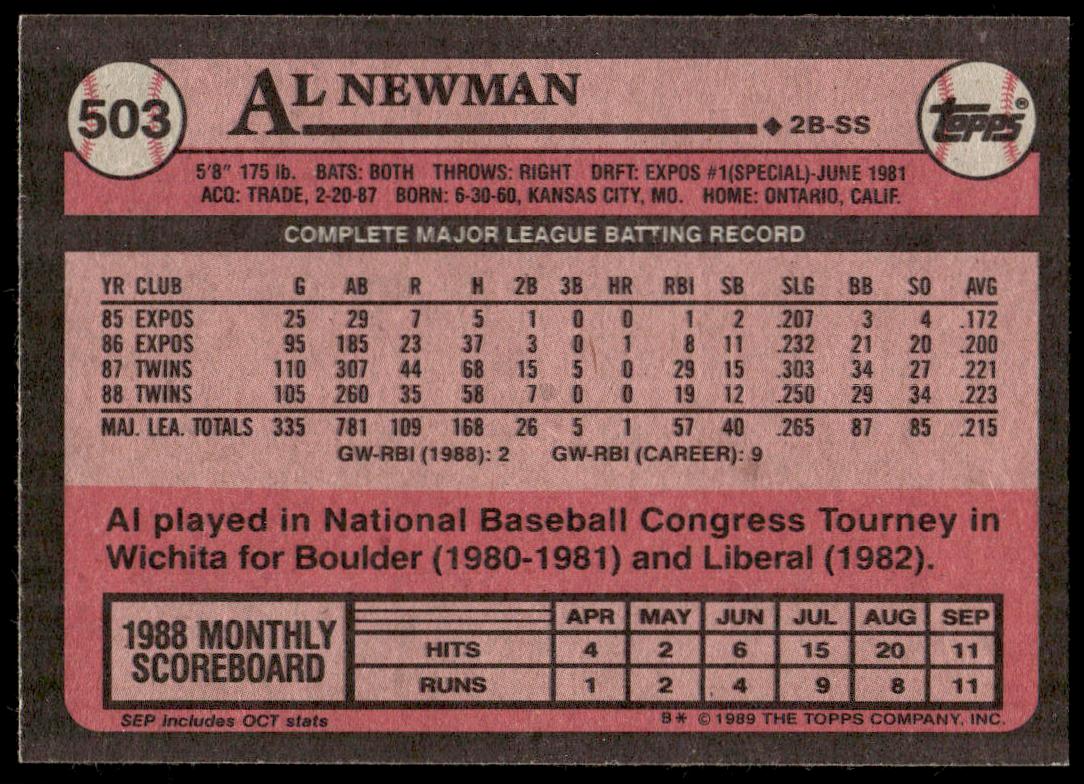 503
AL NEWMAN
◆ 2B-SS
TOPPS®
5'8" 175 lb. BATS: BOTH THROWS: RIGHT DRFT: EXPOS #1(SPECIAL)-JUNE 1981
ACQ: TRADE, 2-20-87 BORN: 6-30-60, KANSAS CITY, MO. HOME: ONTARIO, CALIF.
COMPLETE MAJOR LEAGUE BATTING RECORD
YR CLUB G AB R H 2B 3B HR RBI SB SLG BB SO AVG
85 EXPOS 25 29 7 5 1 0 0 1 2 .207 3 4 .172
86 EXPOS 95 185 23 37 3 0 1 8 11 .232 21 20 .200
87 TWINS 110 307 44 68 15 5 0 29 15 .303 34 27 .221
88 TWINS 105 260 35 58 7 0 0 19 12 .250 29 34 .223
MAJ. LEA. TOTALS 335 781 109 168 26 5 1 57 40 .265 87 85 .215
GW-RBI (1988): 2 GW-RBI (CAREER): 9
Al played in National Baseball Congress Tourney in
Wichita for Boulder (1980-1981) and Liberal (1982).
1988 MONTHLY
SCOREBOARD
APR MAY JUN JUL AUG SEP
HITS 4 2 6 15 20 11
RUNS 1 2 4 9 8 11
SEP includes OCT stats
B* © 1989 THE TOPPS COMPANY, INC.